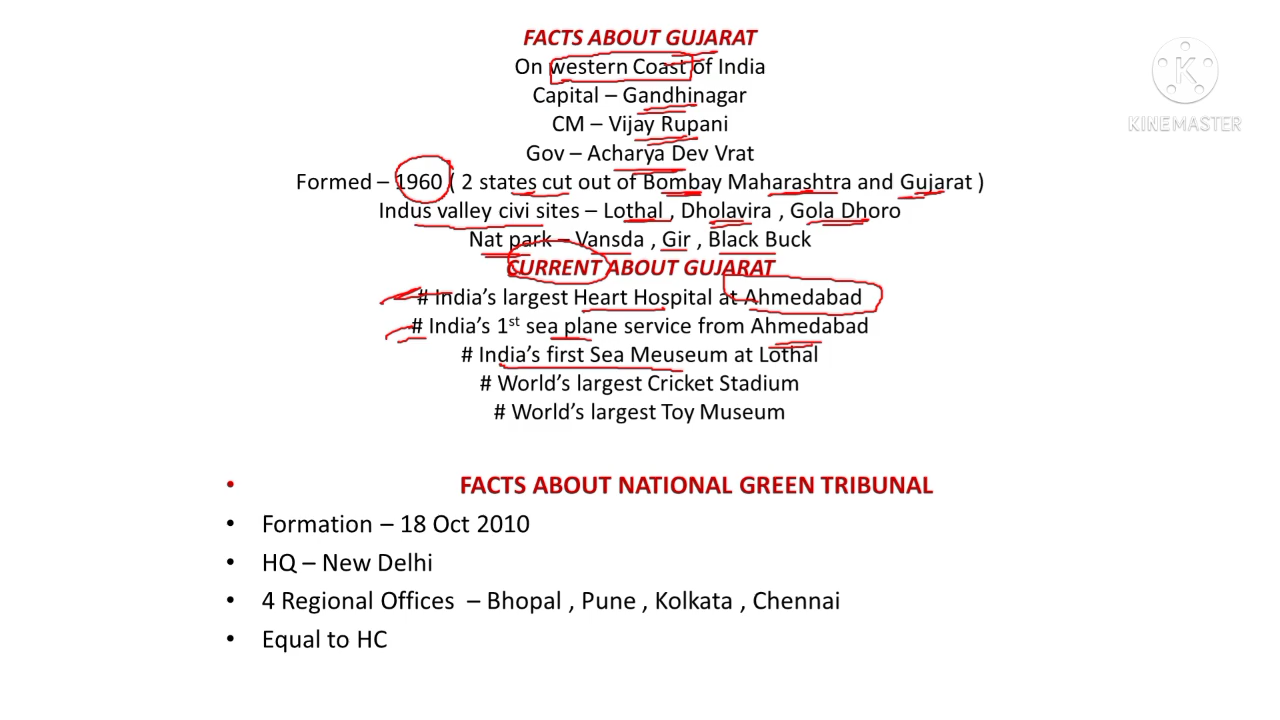 FACTS ABOUT GUJARAT
On western Coast of India
Capital – Gandhinagar
CM – Vijay Rupani
Gov – Acharya Dev Vrat
Formed – 1960 ( 2 states cut out of Bombay Maharashtra and Gujarat )
Indus valley civi sites – Lothal , Dholavira , Gola Dhoro
Nat park – Vansda , Gir , Black Buck
CURRENT ABOUT GUJARAT
# India's largest Heart Hospital at Ahmedabad
# India's 1st sea plane service from Ahmedabad
# India's first Sea Meuseum at Lothal
# World's largest Cricket Stadium
# World's largest Toy Museum
• FACTS ABOUT NATIONAL GREEN TRIBUNAL
• Formation – 18 Oct 2010
• HQ – New Delhi
• 4 Regional Offices – Bhopal , Pune , Kolkata , Chennai
• Equal to HC
K
KINEMASTER